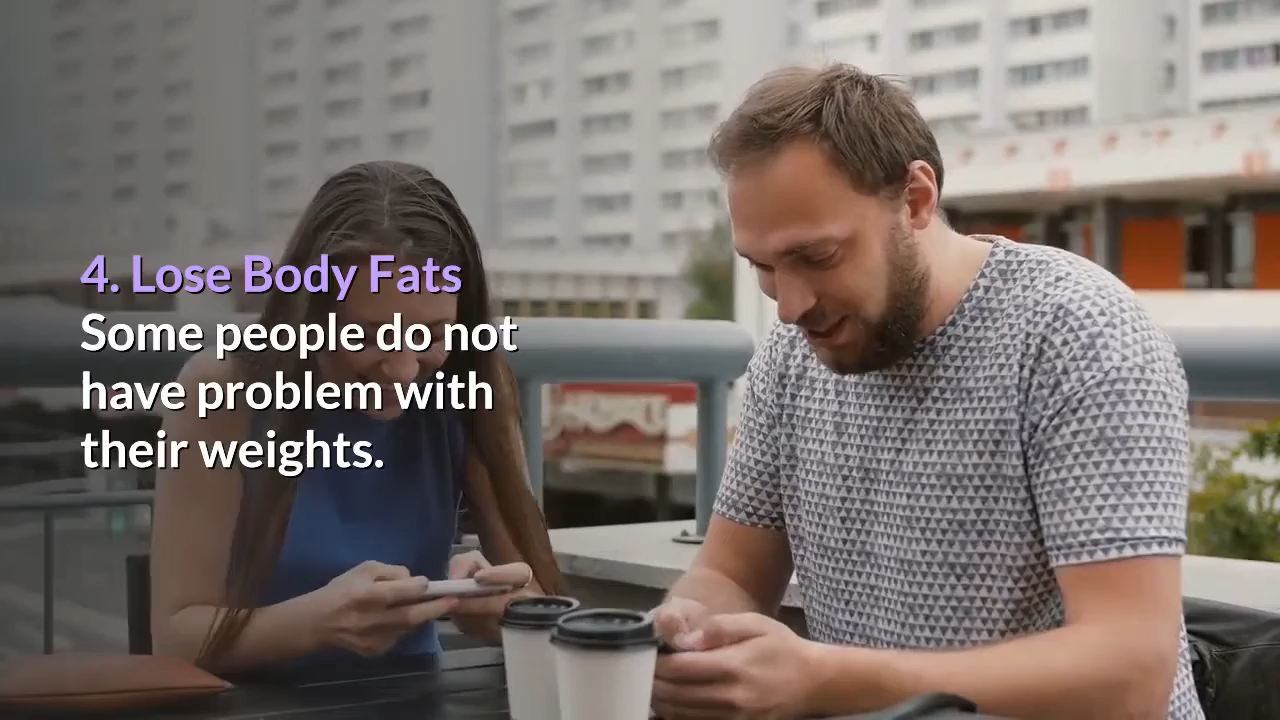 4. Lose Body Fats
Some people do not
have problem with
their weights.